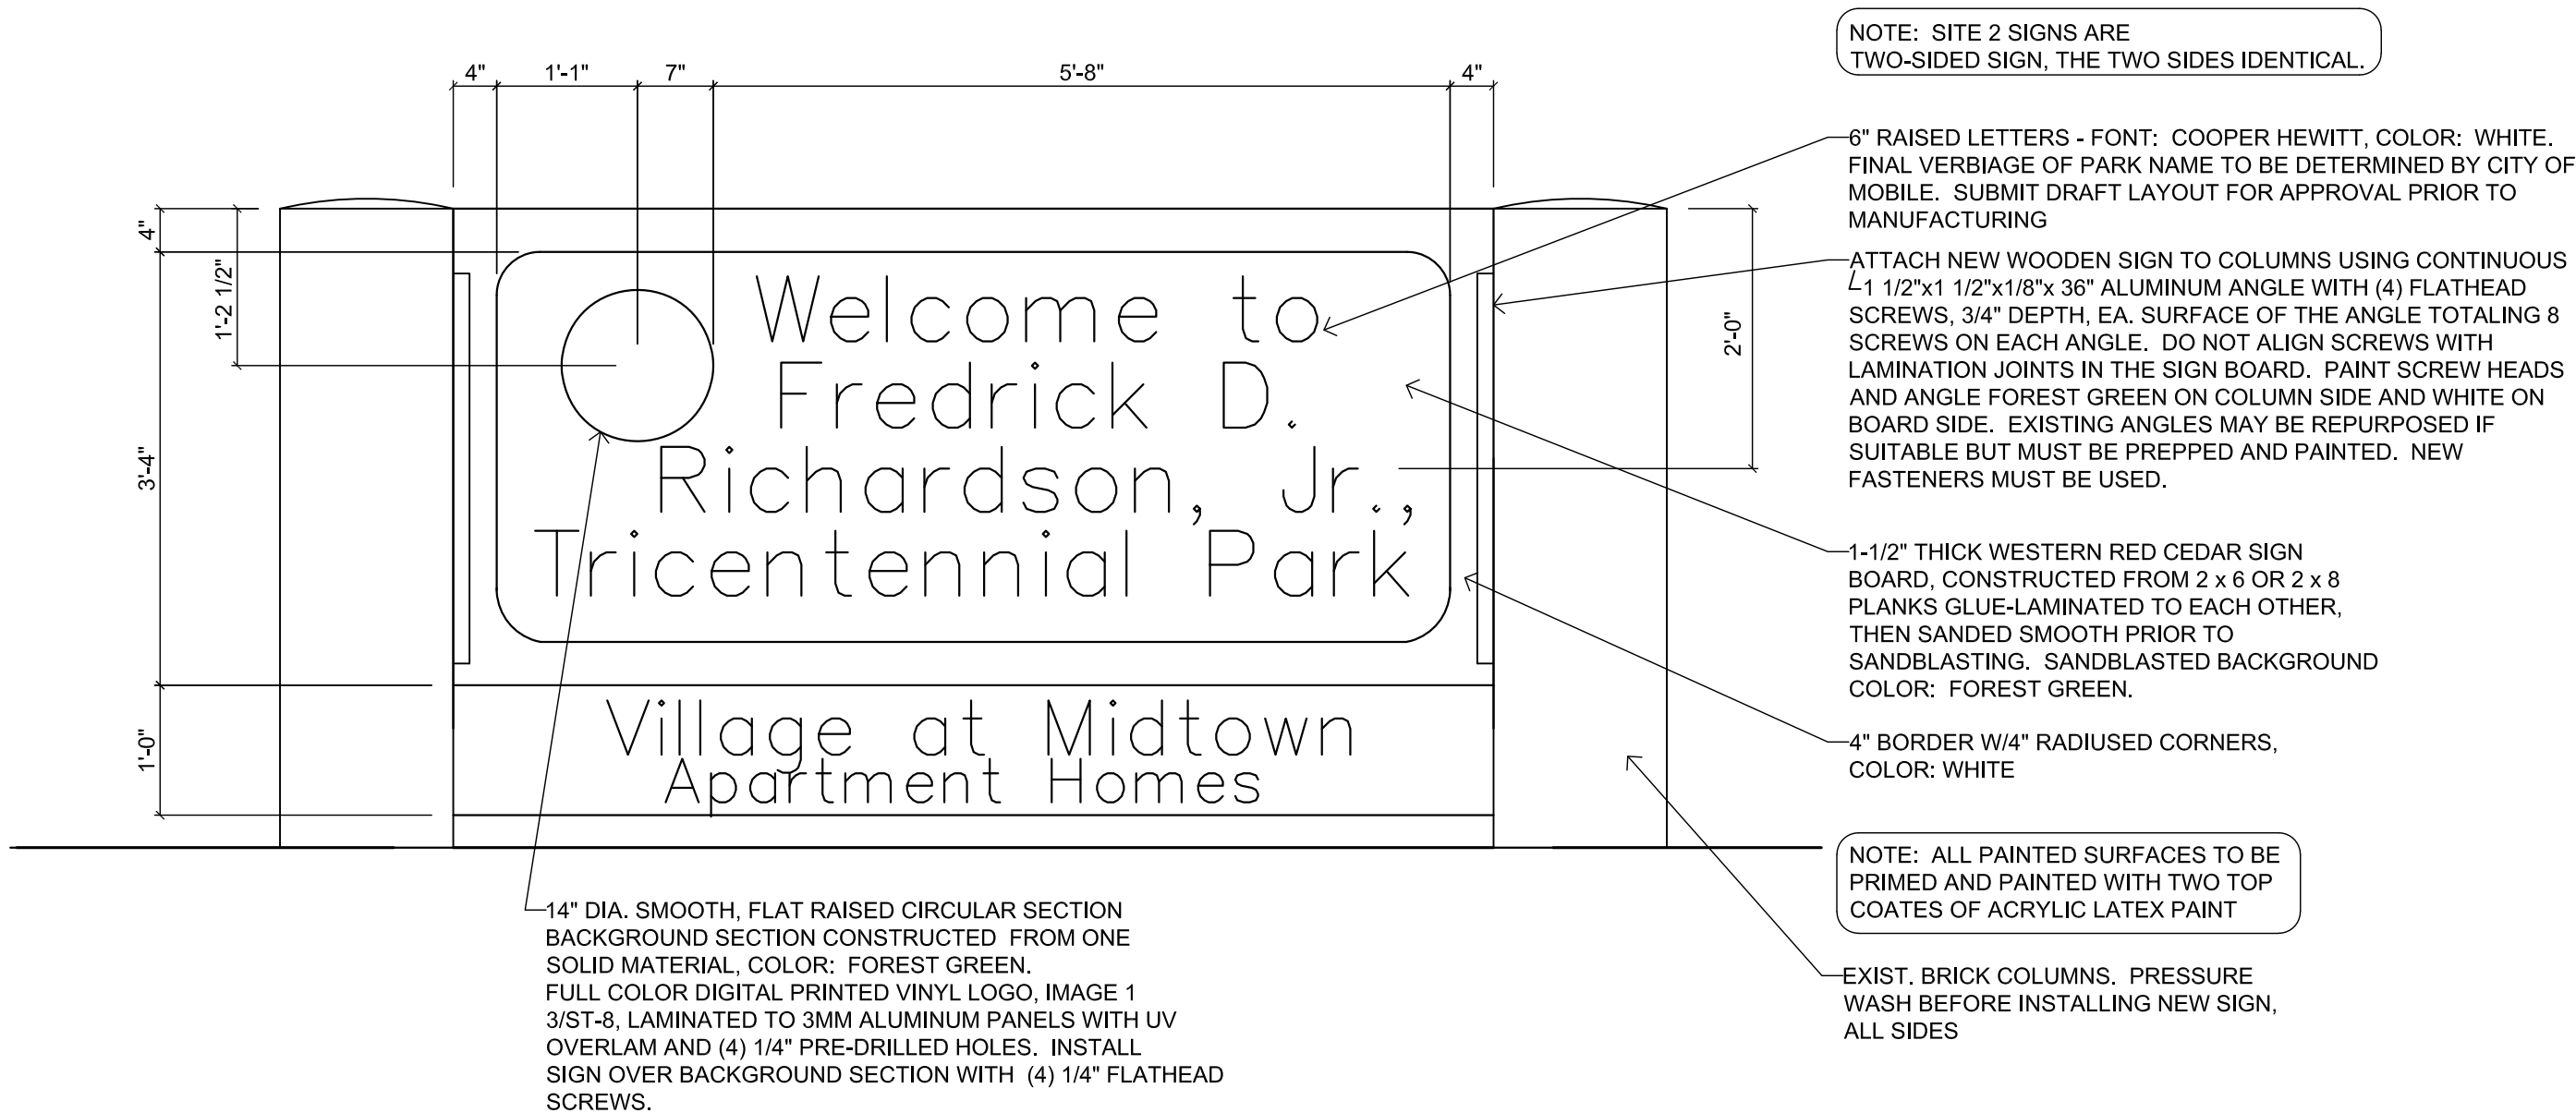 NOTE: SITE 2 SIGNS ARE
TWO-SIDED SIGN, THE TWO SIDES IDENTICAL.
4"
1'-1"
7"
5'-8"
4"
4"
1'-2 1/2"
3'-4"
1'-0"
2'-0"
Welcome to
Fredrick D.
Richardson, Jr.,
Tricentennial Park
Village at Midtown
Apartment Homes
6" RAISED LETTERS - FONT: COOPER HEWITT, COLOR: WHITE.
FINAL VERBIAGE OF PARK NAME TO BE DETERMINED BY CITY OF
MOBILE. SUBMIT DRAFT LAYOUT FOR APPROVAL PRIOR TO
MANUFACTURING
ATTACH NEW WOODEN SIGN TO COLUMNS USING CONTINUOUS
1 1/2"x1 1/2"x1/8"x 36" ALUMINUM ANGLE WITH (4) FLATHEAD
SCREWS, 3/4" DEPTH, EA. SURFACE OF THE ANGLE TOTALING 8
SCREWS ON EACH ANGLE. DO NOT ALIGN SCREWS WITH
LAMINATION JOINTS IN THE SIGN BOARD. PAINT SCREW HEADS
AND ANGLE FOREST GREEN ON COLUMN SIDE AND WHITE ON
BOARD SIDE. EXISTING ANGLES MAY BE REPURPOSED IF
SUITABLE BUT MUST BE PREPPED AND PAINTED. NEW
FASTENERS MUST BE USED.
1-1/2" THICK WESTERN RED CEDAR SIGN
BOARD, CONSTRUCTED FROM 2 x 6 OR 2 x 8
PLANKS GLUE-LAMINATED TO EACH OTHER,
THEN SANDED SMOOTH PRIOR TO
SANDBLASTING. SANDBLASTED BACKGROUND
COLOR: FOREST GREEN.
4" BORDER W/4" RADIUSED CORNERS,
COLOR: WHITE
NOTE: ALL PAINTED SURFACES TO BE
PRIMED AND PAINTED WITH TWO TOP
COATES OF ACRYLIC LATEX PAINT
EXIST. BRICK COLUMNS. PRESSURE
WASH BEFORE INSTALLING NEW SIGN,
ALL SIDES
14" DIA. SMOOTH, FLAT RAISED CIRCULAR SECTION
BACKGROUND SECTION CONSTRUCTED FROM ONE
SOLID MATERIAL, COLOR: FOREST GREEN.
FULL COLOR DIGITAL PRINTED VINYL LOGO, IMAGE 1
3/ST-8, LAMINATED TO 3MM ALUMINUM PANELS WITH UV
OVERLAM AND (4) 1/4" PRE-DRILLED HOLES. INSTALL
SIGN OVER BACKGROUND SECTION WITH (4) 1/4" FLATHEAD
SCREWS.